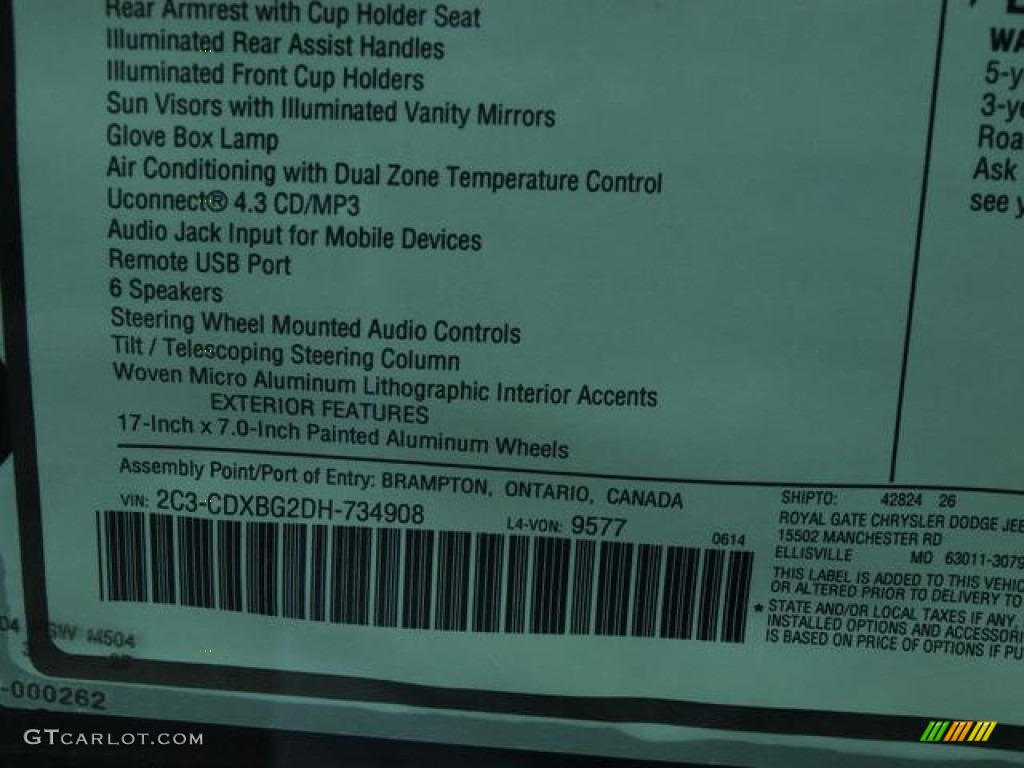 Rear Armrest with Cup Holder Seat
Illuminated Rear Assist Handles
Illuminated Front Cup Holders
Sun Visors with Illuminated Vanity Mirrors
Glove Box Lamp
Air Conditioning with Dual Zone Temperature Control
Uconnect® 4.3 CD/MP3
Audio Jack Input for Mobile Devices
Remote USB Port
6 Speakers
Steering Wheel Mounted Audio Controls
Tilt / Telescoping Steering Column
Woven Micro Aluminum Lithographic Interior Accents
EXTERIOR FEATURES
17-Inch x 7.0-Inch Painted Aluminum Wheels
5-y
3-ye
Roa
Ask
see y
Assembly Point/Port of Entry: BRAMPTON, ONTARIO, CANADA
VIN: 2C3-CDXBG2DH-734908
L4-VON: 9577
0614
SHIPTO: 42824 26
ROYAL GATE CHRYSLER DODGE JEE
15502 MANCHESTER RD
ELLISVILLE MO 63011-3079
THIS LABEL IS ADDED TO THIS VEHIC
OR ALTERED PRIOR TO DELIVERY TO
* STATE AND/OR LOCAL TAXES IF ANY,
INSTALLED OPTIONS AND ACCESSORI
IS BASED ON PRICE OF OPTIONS IF PU
04 M504
-000262
GTCARLOT.COM